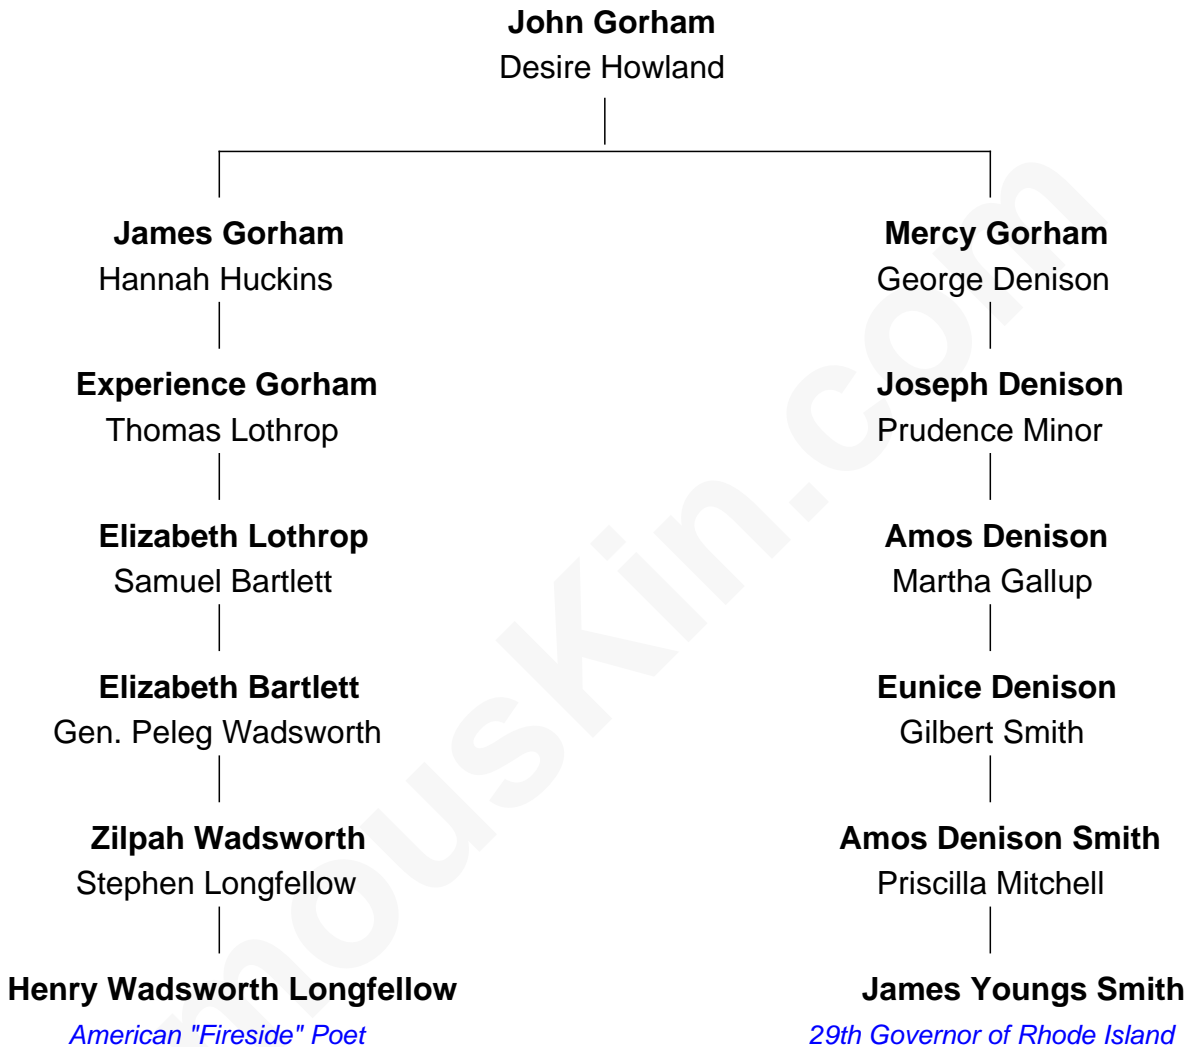 John Gorham
Desire Howland
James Gorham
Hannah Huckins
Mercy Gorham
George Denison
Experience Gorham
Thomas Lothrop
Joseph Denison
Prudence Minor
Elizabeth Lothrop
Samuel Bartlett
Amos Denison
Martha Gallup
Elizabeth Bartlett
Gen. Peleg Wadsworth
Eunice Denison
Gilbert Smith
Zilpah Wadsworth
Stephen Longfellow
Amos Denison Smith
Priscilla Mitchell
Henry Wadsworth Longfellow
American "Fireside" Poet
James Youngs Smith
29th Governor of Rhode Island
mousKin.com